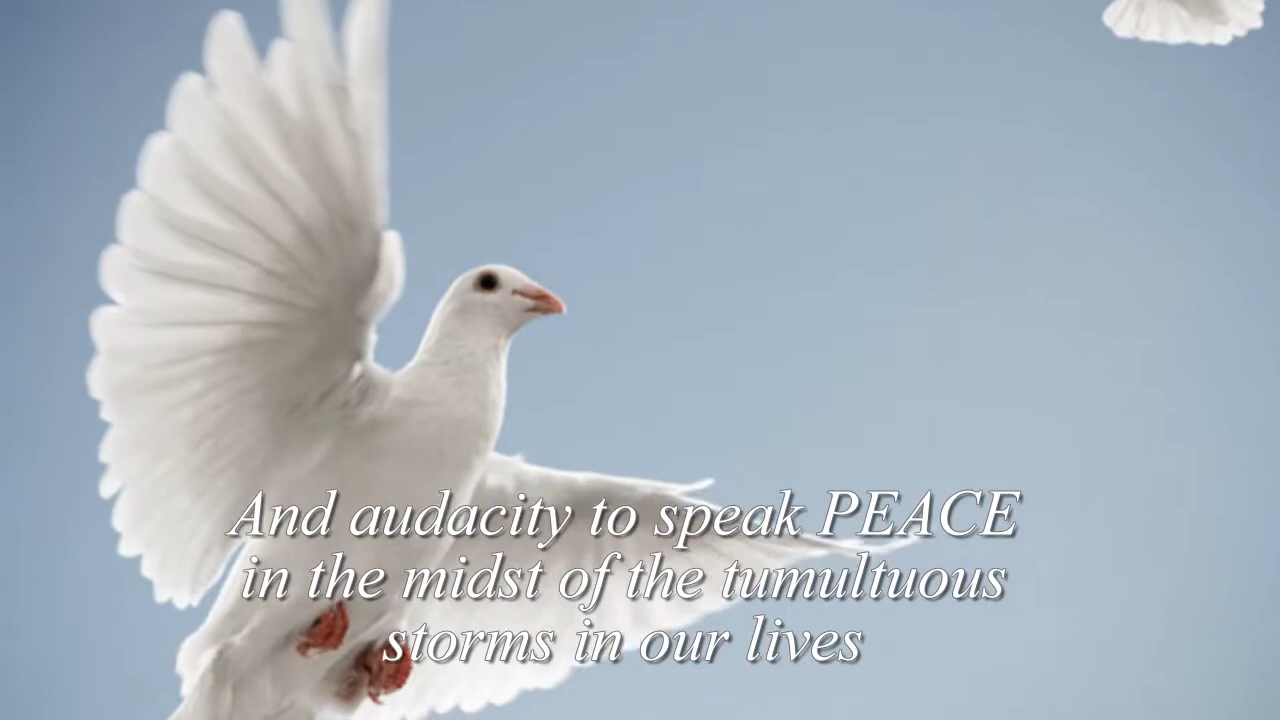 And audacity to speak PEACE
in the midst of the tumultuous
storms in our lives